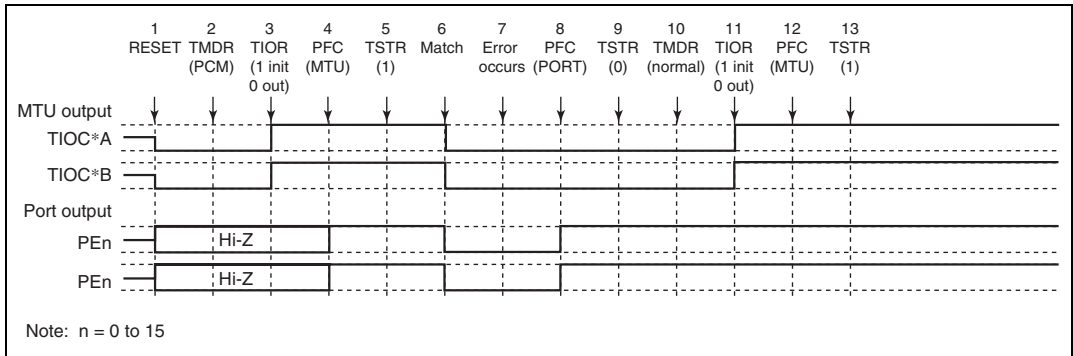 1 2 3 4 5 6 7 8 9 10 11 12 13
RESET TMDR TIOR PFC TSTR Match Error PFC TSTR TMDR TIOR PFC TSTR
(PCM) (1 init (MTU) (1) occurs (PORT) (0) (normal) (1 init (MTU) (1)
0 out) 0 out)
MTU output
TIOC*A
TIOC*B
Port output
PEn Hi-Z
PEn Hi-Z
Note: n = 0 to 15